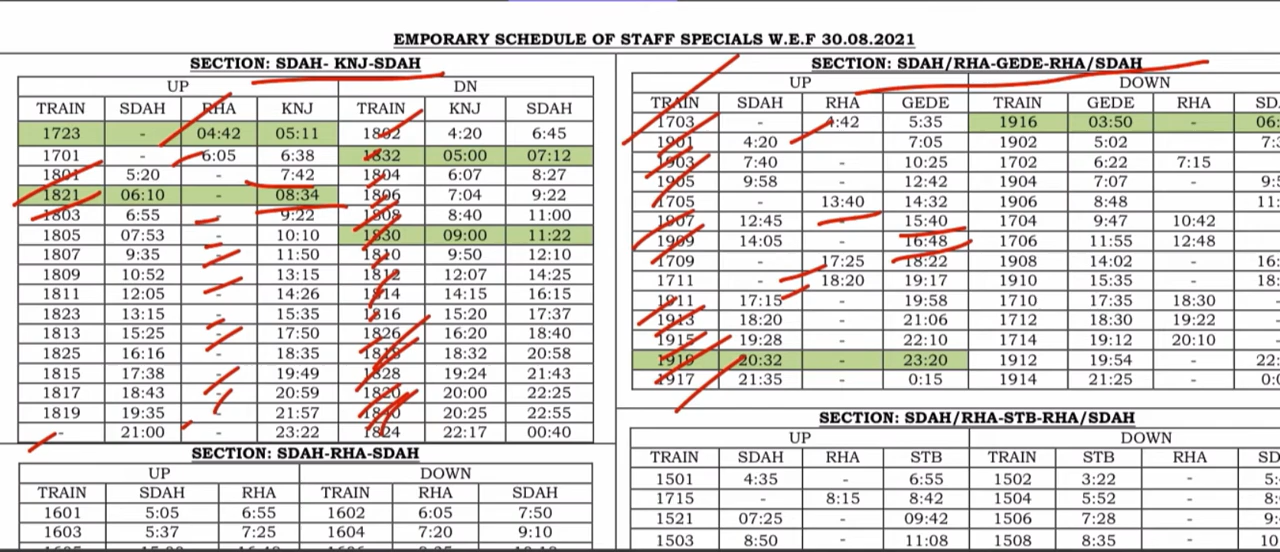 EMPORARY SCHEDULE OF STAFF SPECIALS W.E.F 30.08.2021
SECTION: SDAH- KNJ-SDAH
UP DN
TRAIN SDAH RHA KNJ TRAIN KNJ SDAH
1723 - 04:42 05:11 1802 4:20 6:45
1701 - 6:05 6:38 1832 05:00 07:12
1801 5:20 - 7:42 1804 6:07 8:27
1821 06:10 - 08:34 1806 7:04 9:22
1803 6:55 - 9:22 1808 8:40 11:00
1805 07:53 - 10:10 1830 09:00 11:22
1807 9:35 - 11:50 1810 9:50 12:10
1809 10:52 - 13:15 1812 12:07 14:25
1811 12:05 - 14:26 1814 14:15 16:15
1823 13:15 - 15:35 1816 15:20 17:37
1813 15:25 - 17:50 1826 16:20 18:40
1825 16:16 - 18:35 1818 18:32 20:58
1815 17:38 - 19:49 1828 19:24 21:43
1817 18:43 - 20:59 1820 20:00 22:25
1819 19:35 - 21:57 1840 20:25 22:55
- 21:00 - 23:22 1824 22:17 00:40
SECTION: SDAH-RHA-SDAH
UP DOWN
TRAIN SDAH RHA TRAIN RHA SDAH
1601 5:05 6:55 1602 6:05 7:50
1603 5:37 7:25 1604 7:20 9:10
SECTION: SDAH/RHA-GEDE-RHA/SDAH
UP DOWN
TRAIN SDAH RHA GEDE TRAIN GEDE RHA SD
1703 - 4:42 5:35 1916 03:50 - 06:
1901 4:20 7:05 1902 5:02 7:
1903 7:40 - 10:25 1702 6:22 7:15
1905 9:58 - 12:42 1904 7:07 - 9:5
1705 13:40 14:32 1906 8:48 11:
1907 12:45 - 15:40 1704 9:47 10:42
1909 14:05 - 16:48 1706 11:55 12:48
1709 - 17:25 18:22 1908 14:02 - 16:
1711 - 18:20 19:17 1910 15:35 - 18:
1911 17:15 - 19:58 1710 17:35 18:30 -
1913 18:20 - 21:06 1712 18:30 19:22 -
1915 19:28 - 22:10 1714 19:12 20:10 -
1919 20:32 - 23:20 1912 19:54 - 22:
1917 21:35 - 0:15 1914 21:25 - 0:
SECTION: SDAH/RHA-STB-RHA/SDAH
UP DOWN
TRAIN SDAH RHA STB TRAIN STB RHA SD
1501 4:35 - 6:55 1502 3:22 - 5:
1715 - 8:15 8:42 1504 5:52 - 8:
1521 07:25 - 09:42 1506 7:28 - 9:
1503 8:50 - 11:08 1508 8:35 - 10